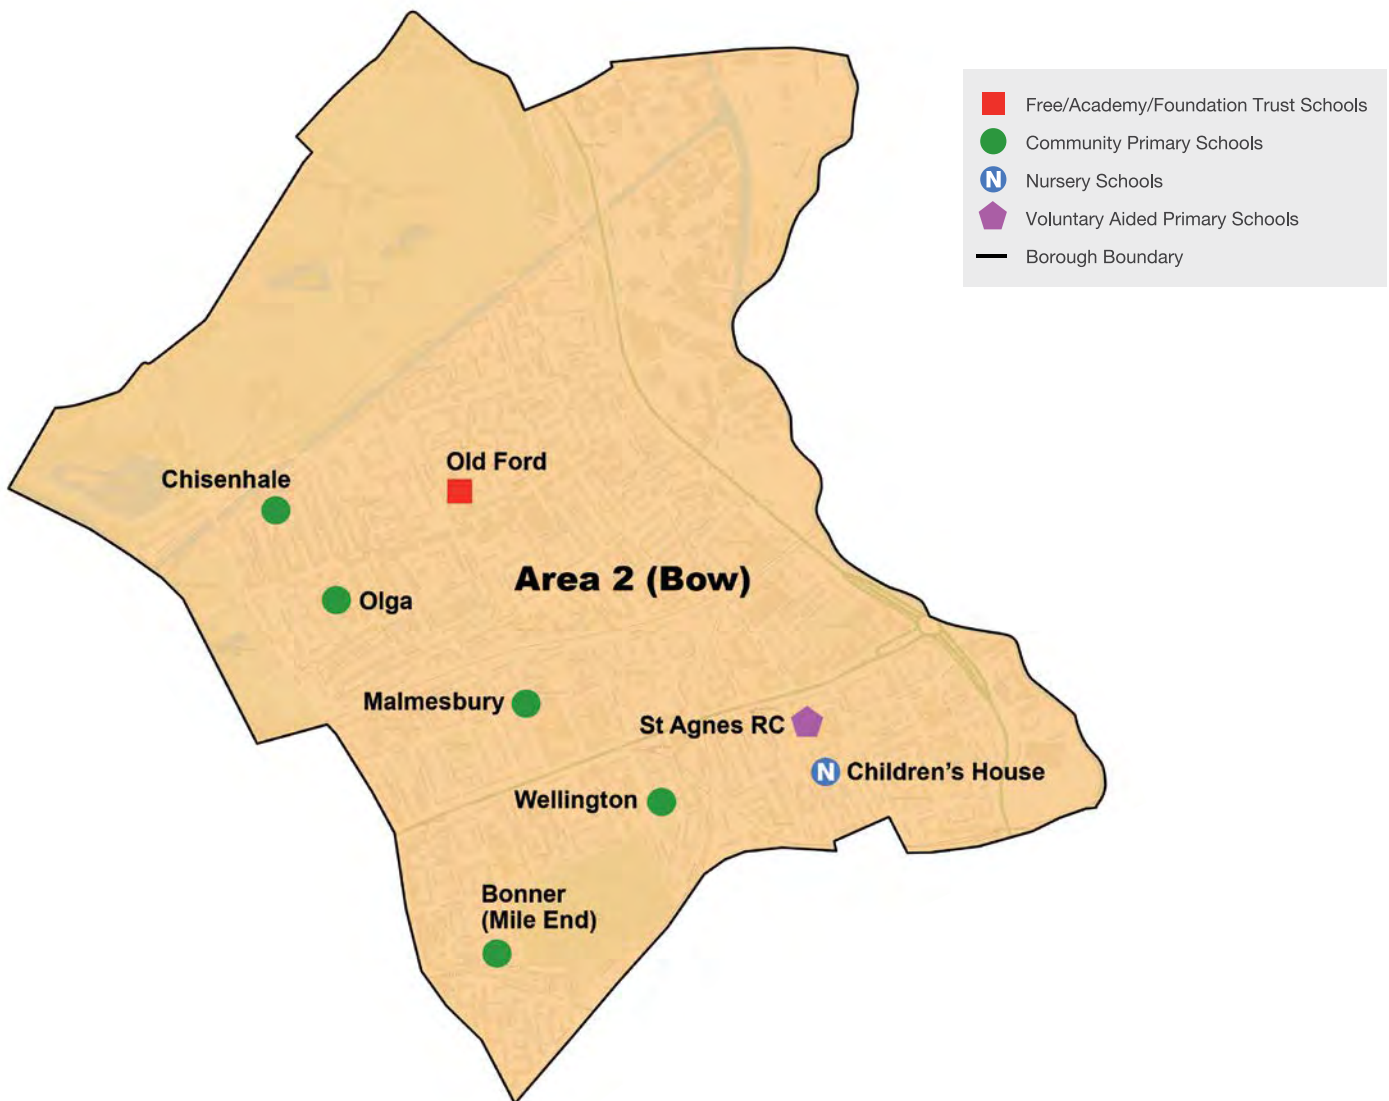 Free/Academy/Foundation Trust Schools
Community Primary Schools
N Nursery Schools
Voluntary Aided Primary Schools
Borough Boundary
Old Ford
Chisenhale
Area 2 (Bow)
Olga
Malmesbury
St Agnes RC
N Children’s House
Wellington
Bonner
(Mile End)